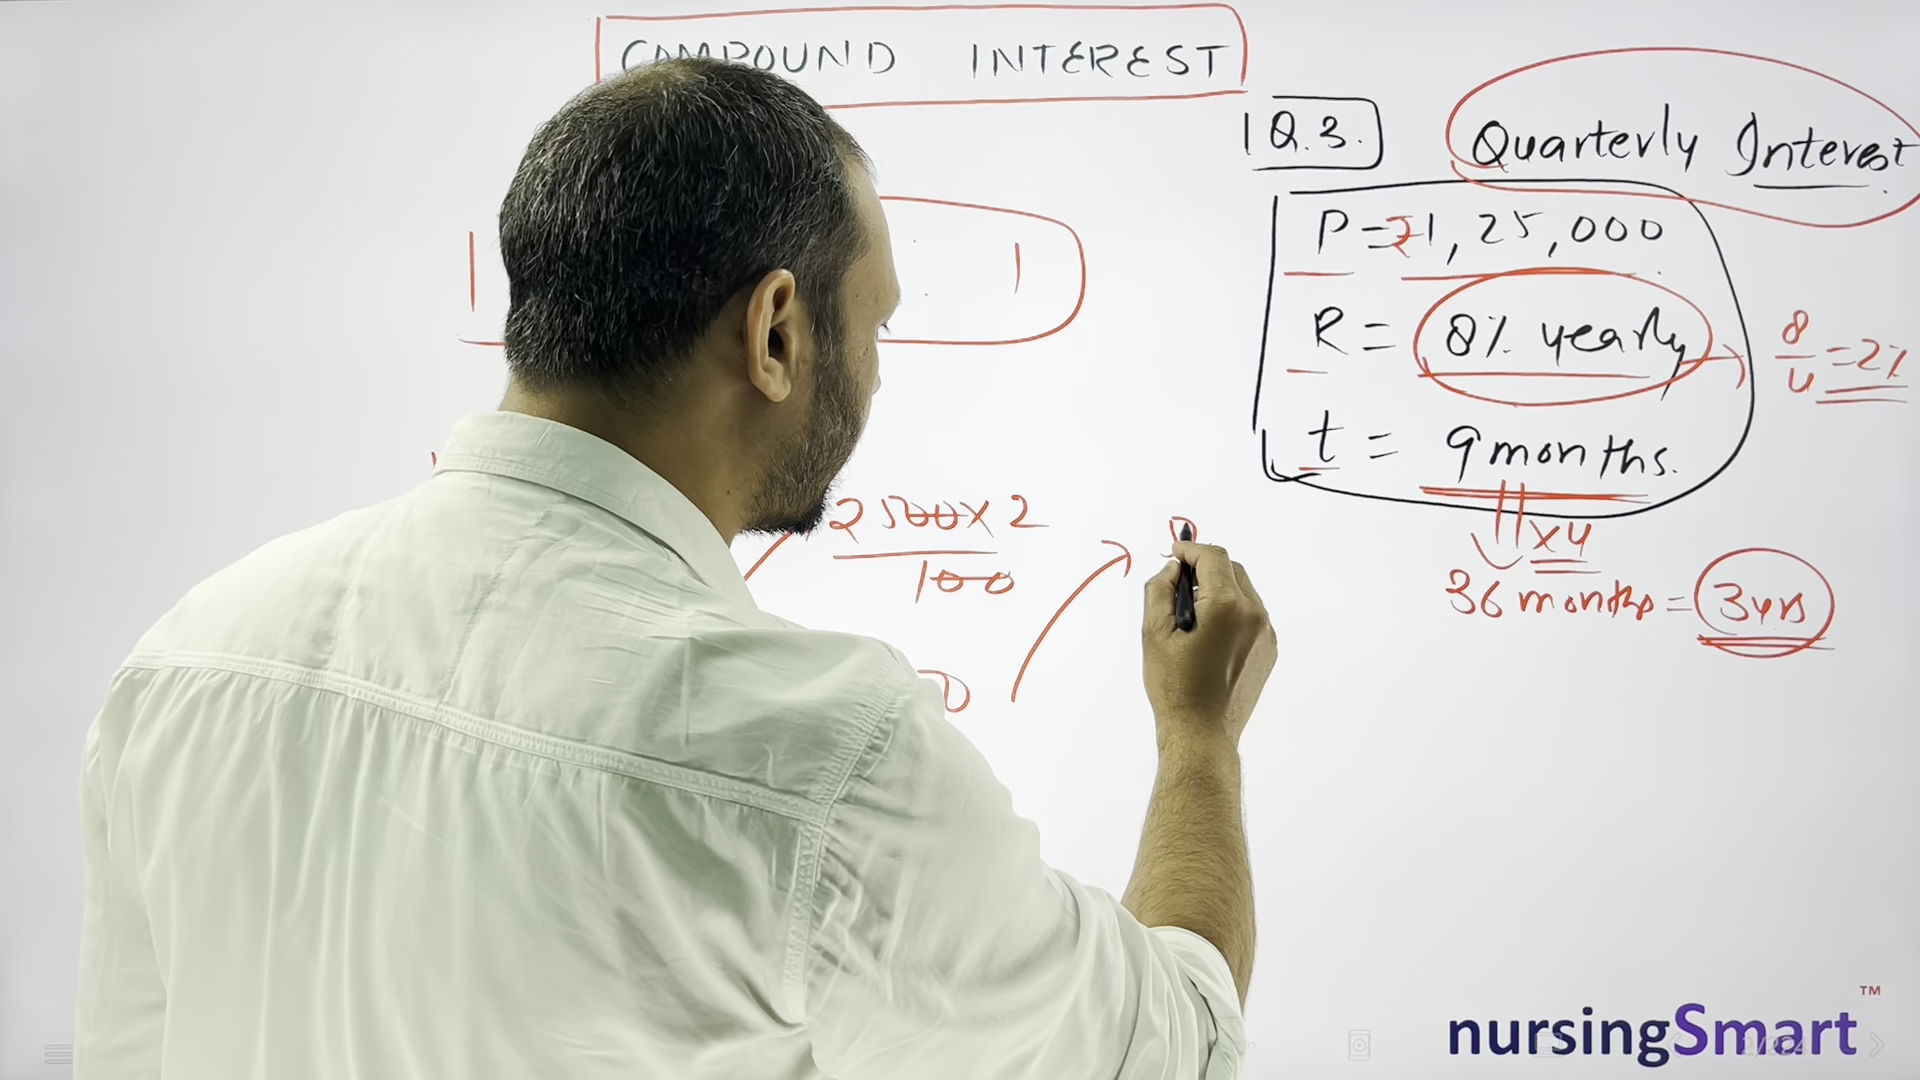 COMPOUND INTEREST
Q.3.
Quarterly Interest
P = ₹1,25,000
R = 8% yearly
8/4 = 2%
t = 9 months.
x4
36 months = 3yrs
2500 x 2
100
nursingSmart™